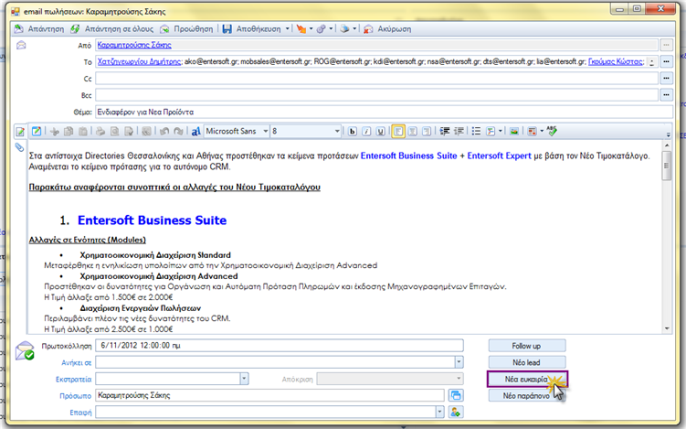 email πωλήσεων: Καραμητρούσης Σάκης
Απάντηση Απάντηση σε όλους Προώθηση Αποθήκευση Ακύρωση
Από Καραμητρούσης Σάκης
To Χατζηγεωργίου Δημήτρης; ako@entersoft.gr; mobsales@entersoft.gr; ROG@entersoft.gr; kdi@entersoft.gr; nsa@entersoft.gr; dts@entersoft.gr; lia@entersoft.gr; Γκούμας Κώστας;
Cc
Bcc
Θέμα: Ενδιαφέρον για Νεα Προϊόντα
Microsoft Sans 8
Στα αντίστοιχα Directories Θεσσαλονίκης και Αθήνας προστέθηκαν τα κείμενα προτάσεων Entersoft Business Suite + Entersoft Expert με βάση τον Νέο Τιμοκατάλογο.
Αναμένεται το κείμενο πρότασης για το αυτόνομο CRM.
Παρακάτω αναφέρονται συνοπτικά οι αλλαγές του Νέου Τιμοκαταλόγου
1. Entersoft Business Suite
Αλλαγές σε Ενότητες (Modules)
• Χρηματοοικονομική Διαχείριση Standard
Μεταφέρθηκε η ενηλικίωση υπολοίπων από την Χρηματοοικονομική Διαχείριση Advanced
• Χρηματοοικονομική Διαχείριση Advanced
Προστέθηκαν οι δυνατότητες για Οργάνωση και Αυτόματη Πρόταση Πληρωμών και έκδοσης Μηχανογραφημένων Επιταγών.
Η Τιμή άλλαξε από 1.500€ σε 2.000€
• Διαχείριση Ενεργειών Πωλήσεων
Περιλαμβάνει πλέον τις νέες δυνατότητες του CRM.
Η Τιμή άλλαξε από 2.500€ σε 1.000€
Πρωτοκόλληση 6/11/2012 12:00:00 πμ Follow up
Ανήκει σε Νέο lead
Εκστρατεία Απόκριση Νέα ευκαιρία
Πρόσωπο Καραμητρούσης Σάκης Νέο παράπονο
Επαφή